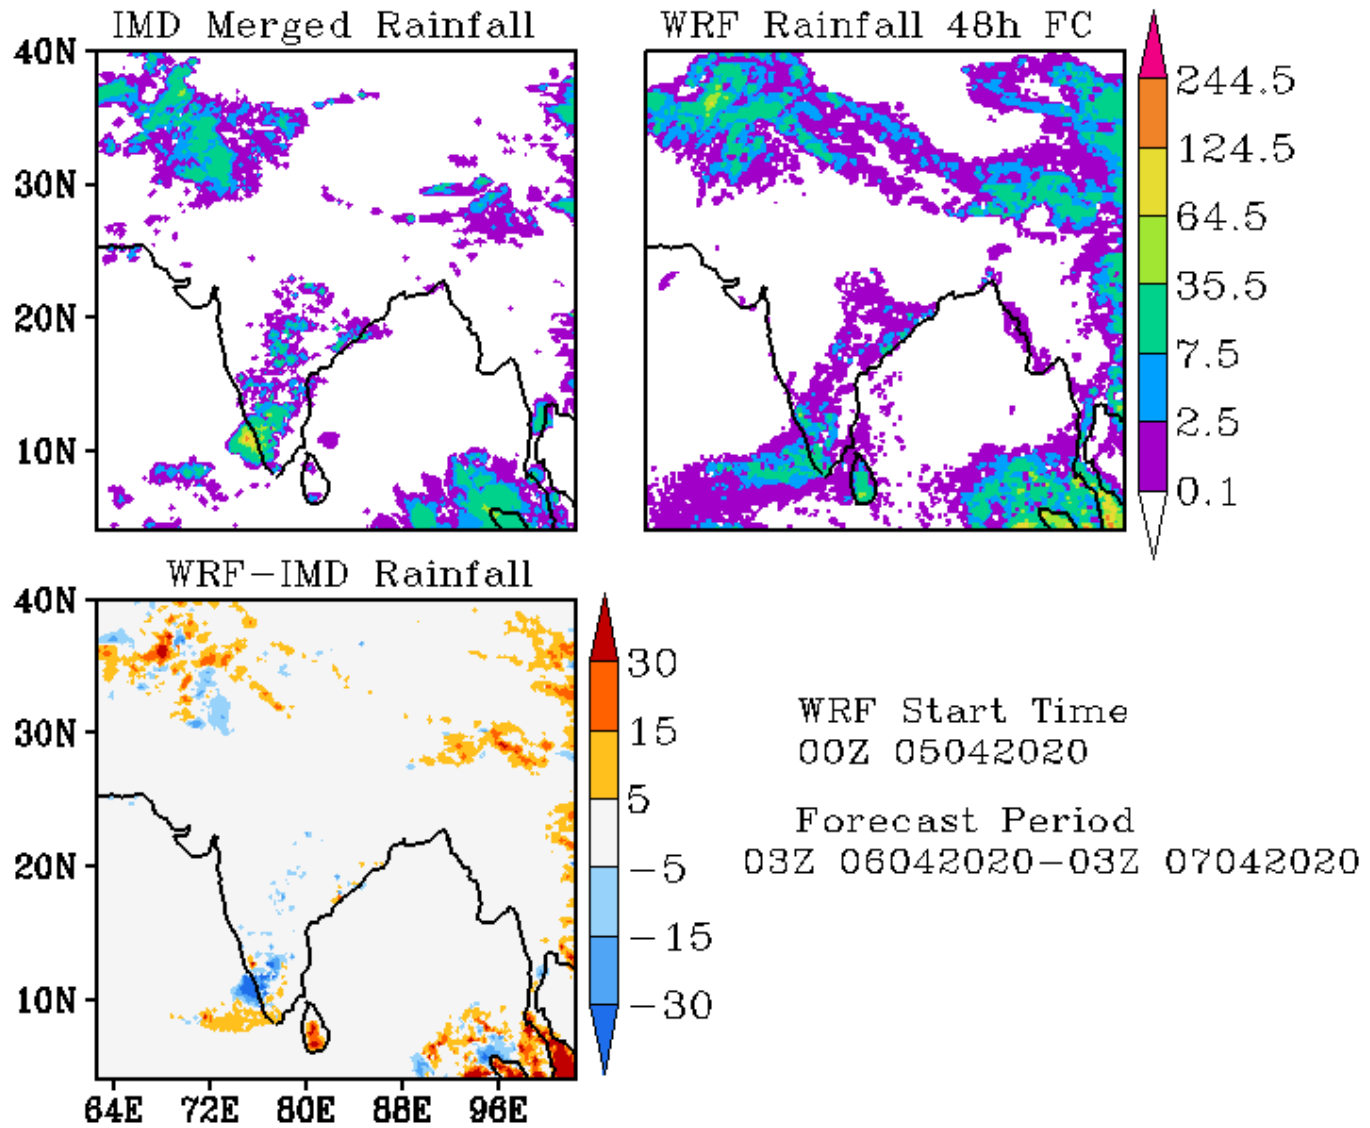 IMD Merged Rainfall
WRF Rainfall 48h FC
40N
30N
20N
10N
244.5
124.5
64.5
35.5
7.5
2.5
0.1
WRF-IMD Rainfall
40N
30N
20N
10N
64E 72E 80E 88E 96E
30
15
5
-5
-15
-30
WRF Start Time
00Z 05042020
Forecast Period
03Z 06042020-03Z 07042020